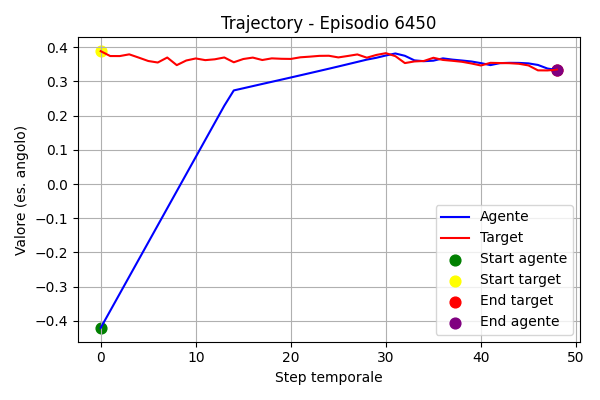 Trajectory - Episodio 6450
Valore (es. angolo)
0.4
0.3
0.2
0.1
0.0
−0.1
−0.2
−0.3
−0.4
0
10
20
30
40
50
Step temporale
Agente
Target
Start agente
Start target
End target
End agente